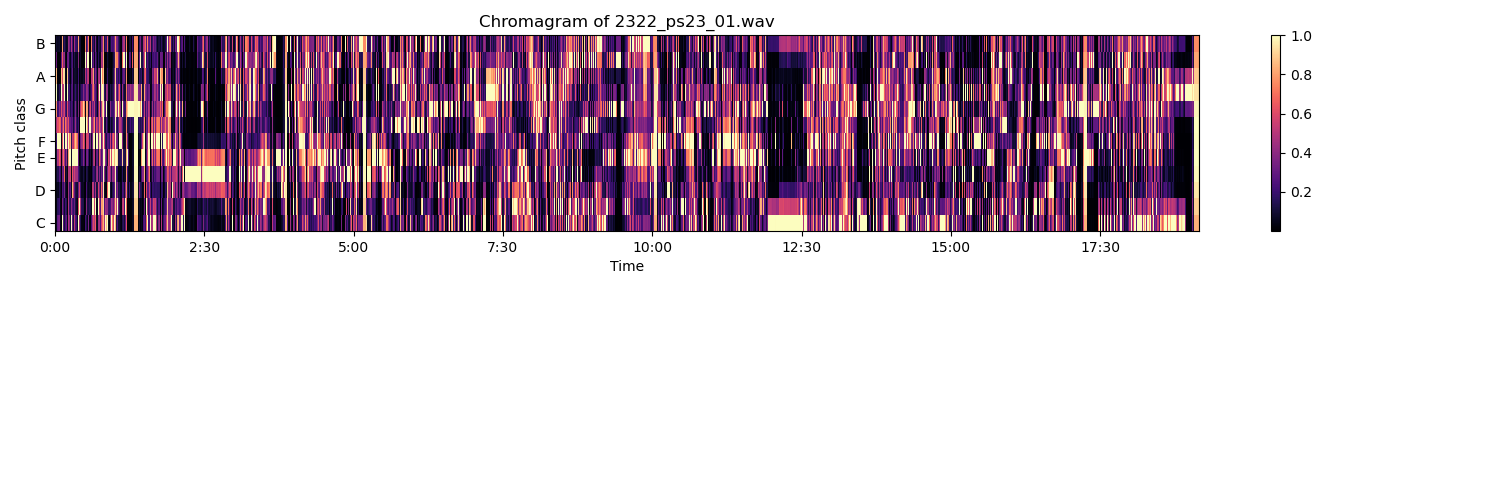 Chromagram of 2322_ps23_01.wav
Pitch class
B
A
G
F
E
D
C
0:00 2:30 5:00 7:30 10:00 12:30 15:00 17:30
Time
1.0
0.8
0.6
0.4
0.2